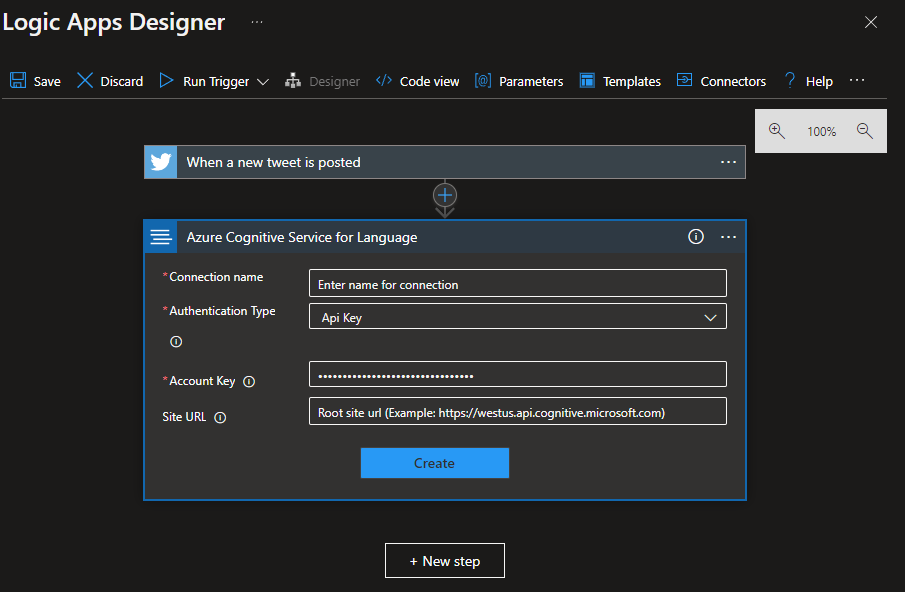 Logic Apps Designer ...
Save Discard Run Trigger Designer Code view Parameters Templates Connectors ? Help ...
100%
When a new tweet is posted ...
Azure Cognitive Service for Language ...
*Connection name Enter name for connection
*Authentication Type Api Key
*Account Key ••••••••••••••••••••••••••••••••
Site URL Root site url (Example: https://westus.api.cognitive.microsoft.com)
Create
+ New step